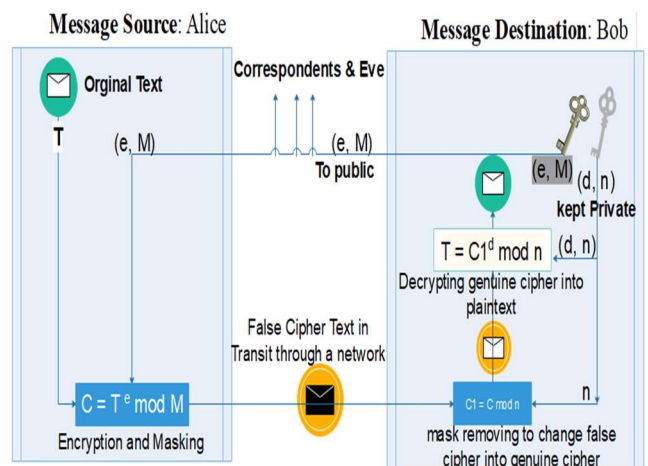 Message Source: Alice
Message Destination: Bob
Orginal Text
T
Correspondents & Eve
(e, M)
(e, M)
To public
(e, M)
(d, n)
kept Private
(d, n)
T = C1^d mod n
Decrypting genuine cipher into
plaintext
False Cipher Text in
Transit through a network
n
C = T^e mod M
Encryption and Masking
C1 = C mod n
mask removing to change false
cipher into genuine cipher